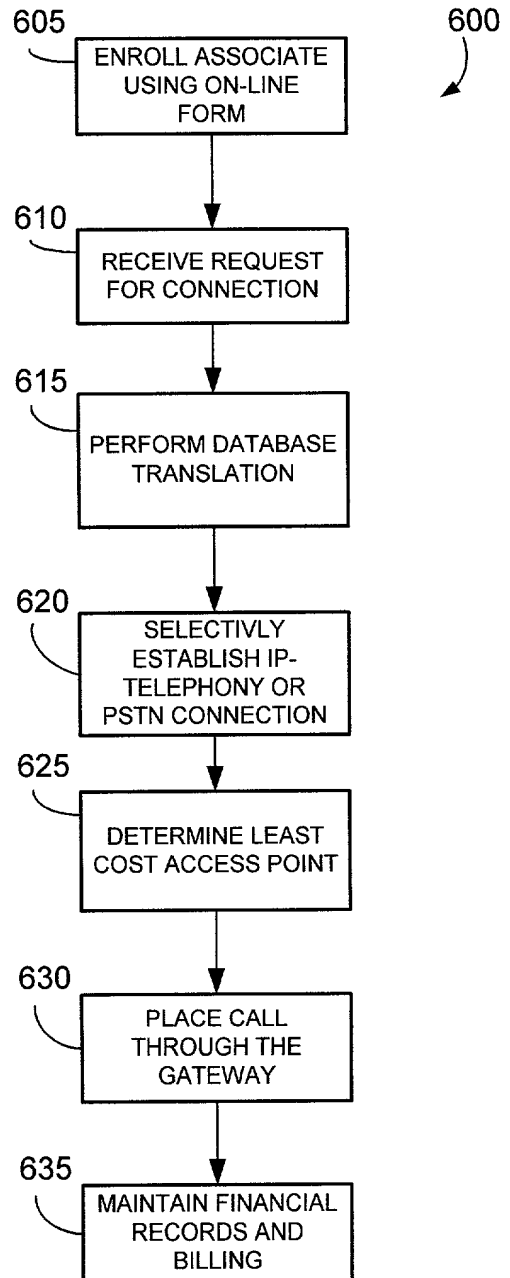 605
600
ENROLL ASSOCIATE
USING ON-LINE
FORM
610
RECEIVE REQUEST
FOR CONNECTION
615
PERFORM DATABASE
TRANSLATION
620
SELECTIVLY
ESTABLISH IP-
TELEPHONY OR
PSTN CONNECTION
625
DETERMINE LEAST
COST ACCESS POINT
630
PLACE CALL
THROUGH THE
GATEWAY
635
MAINTAIN FINANCIAL
RECORDS AND
BILLING